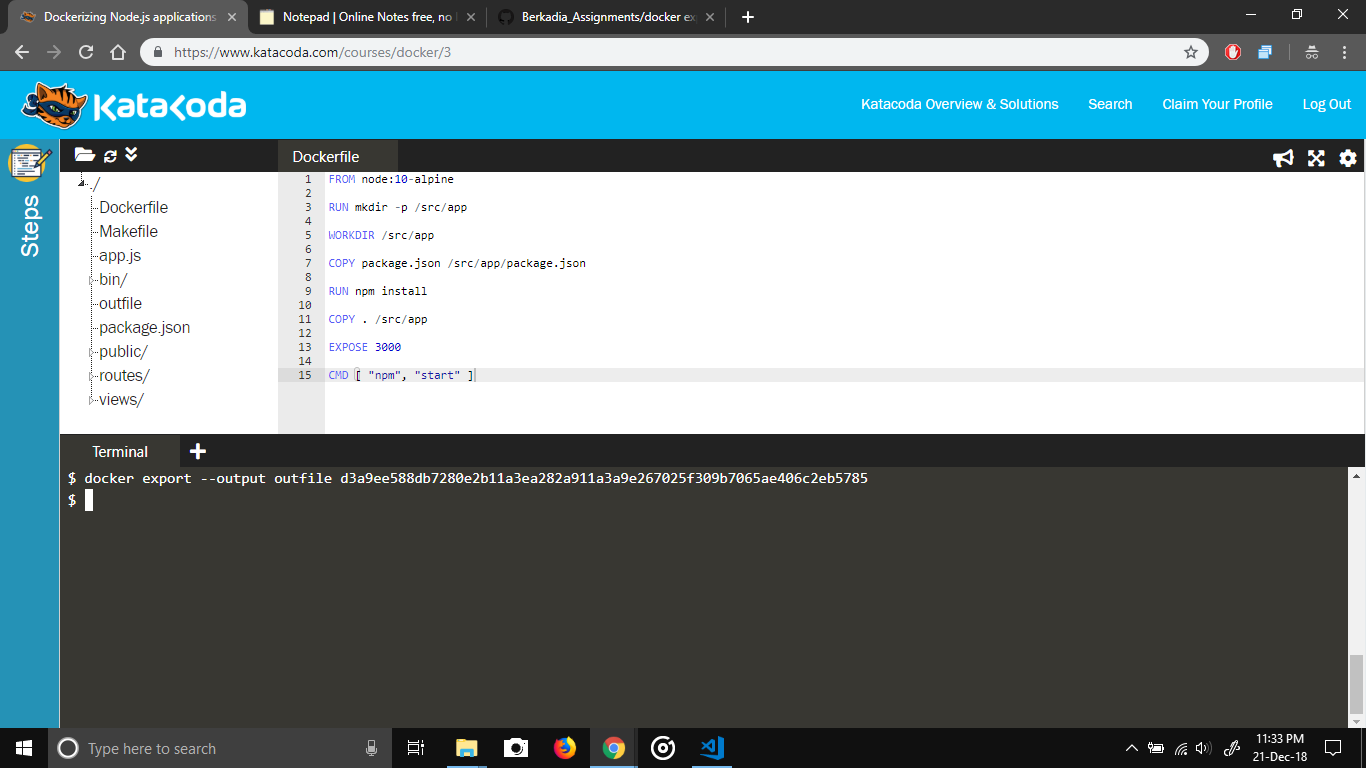 Dockerizing Node.js applications
Notepad | Online Notes free, no
Berkadia_Assignments/docker ex
https://www.katacoda.com/courses/docker/3
KataKoda
Katacoda Overview & Solutions Search Claim Your Profile Log Out
Steps
./
Dockerfile
Makefile
app.js
bin/
outfile
package.json
public/
routes/
views/
Dockerfile
1 FROM node:10-alpine
2
3 RUN mkdir -p /src/app
4
5 WORKDIR /src/app
6
7 COPY package.json /src/app/package.json
8
9 RUN npm install
10
11 COPY . /src/app
12
13 EXPOSE 3000
14
15 CMD [ "npm", "start" ]
Terminal
$ docker export --output outfile d3a9ee588db7280e2b11a3ea282a911a3a9e267025f309b7065ae406c2eb5785
$
Type here to search
11:33 PM
21-Dec-18